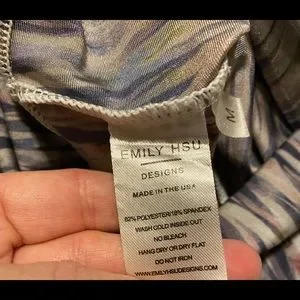 M
EMILY HSU
DESIGNS
MADE IN THE USA
82% POLYESTER/18% SPANDEX
WASH COLD INSIDE OUT
NO BLEACH
HANG DRY OR DRY FLAT
DO NOT IRON
WWW.EMILYHSUDESIGNS.COM